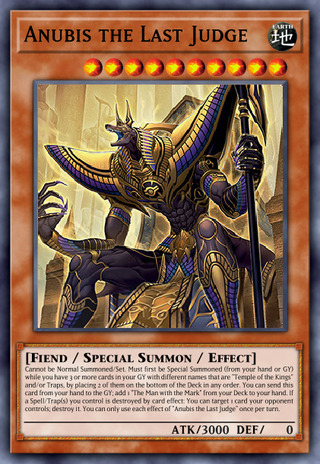 Anubis the Last Judge
EARTH
地
[Fiend / Special Summon / Effect]
Cannot be Normal Summoned/Set. Must first be Special Summoned (from your hand or GY)
while you have 3 or more cards in your GY with different names that are "Temple of the Kings"
and/or Traps, by placing 2 of them on the bottom of the Deck in any order. You can send this
card from your hand to the GY; add 1 "The Man with the Mark" from your Deck to your hand. If
a Spell/Trap(s) you control is destroyed by card effect: You can target 1 card your opponent
controls; destroy it. You can only use each effect of "Anubis the Last Judge" once per turn.
ATK/3000 DEF/ 0